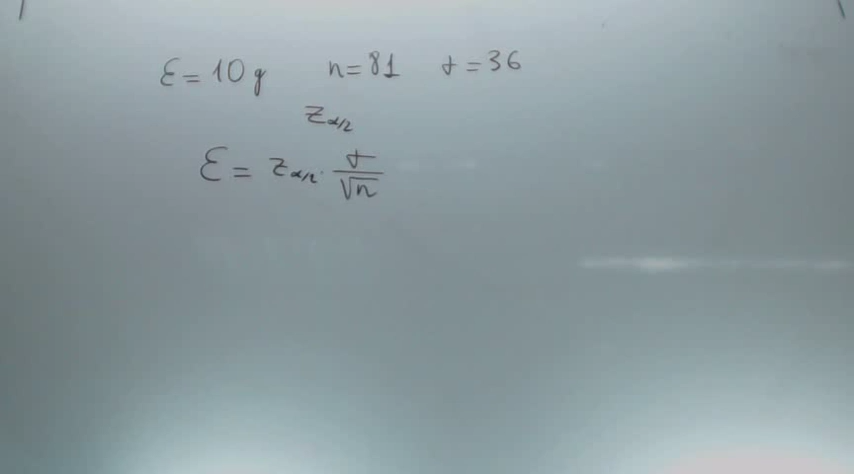 ℰ = 10 g n = 81 σ = 36
z_{α/2}
ℰ = z_{α/2} · σ/√n